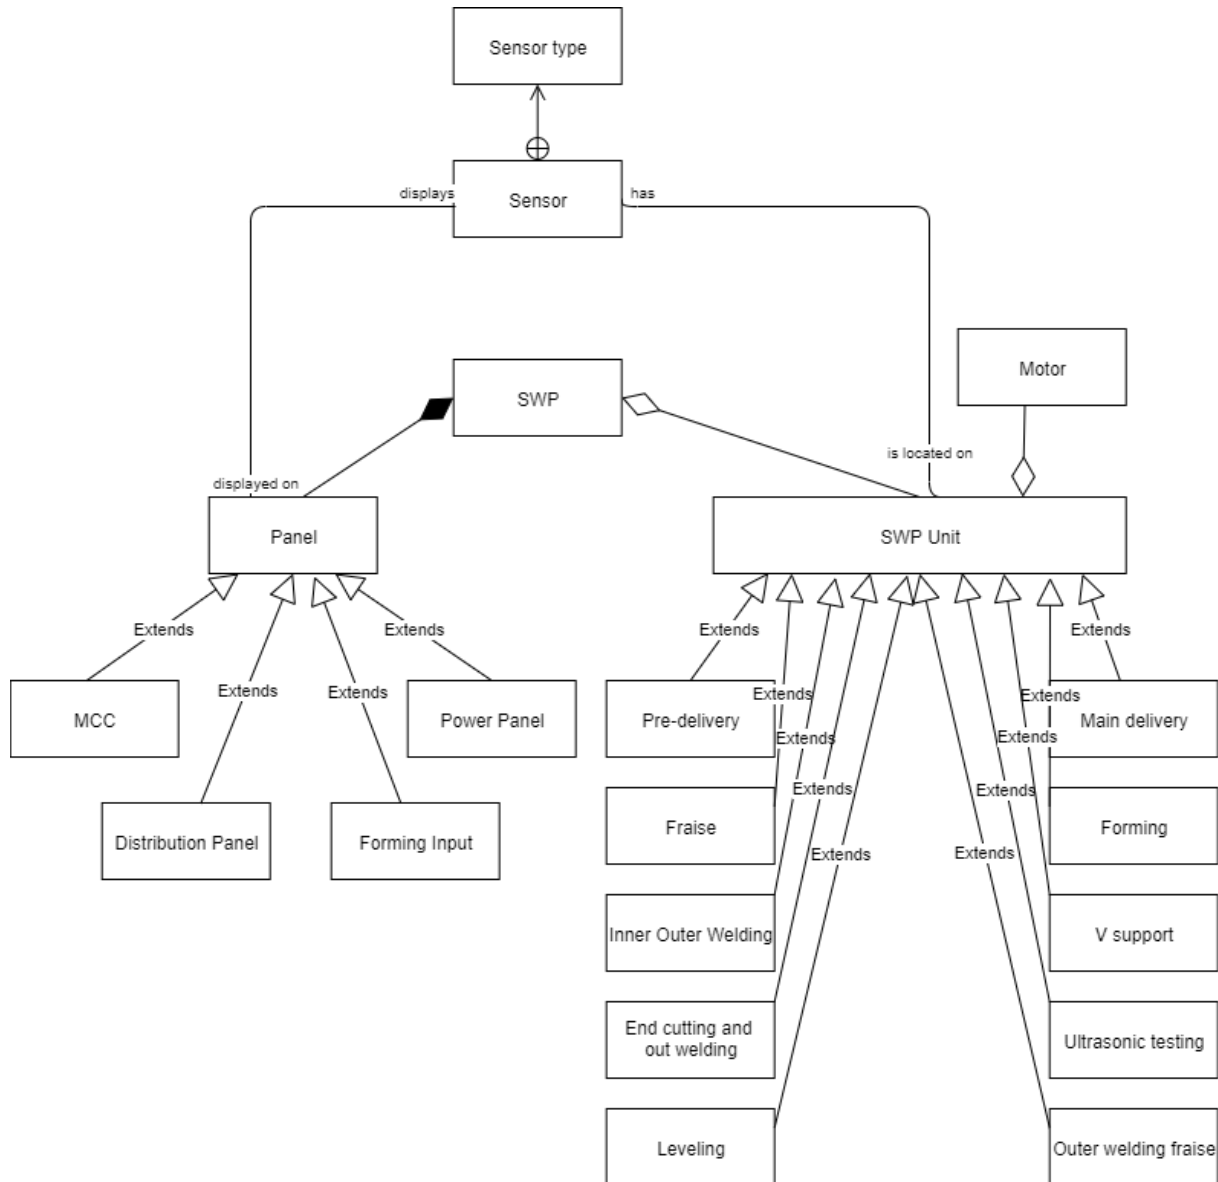 Sensor type
displays
Sensor
has
SWP
Motor
displayed on
is located on
Panel
SWP Unit
Extends
Extends
Extends
Extends
MCC
Extends
Extends
Power Panel
Pre-delivery
Extends
Extends
Main delivery
Extends
Extends
Distribution Panel
Forming Input
Extends
Extends
Fraise
Forming
Extends
Extends
Inner Outer Welding
V support
End cutting and
out welding
Ultrasonic testing
Leveling
Outer welding fraise